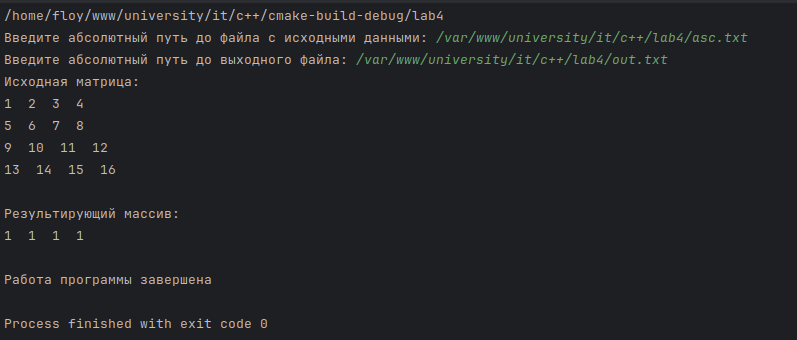 /home/floy/www/university/it/c++/cmake-build-debug/lab4
Введите абсолютный путь до файла с исходными данными: /var/www/university/it/c++/lab4/asc.txt
Введите абсолютный путь до выходного файла: /var/www/university/it/c++/lab4/out.txt
Исходная матрица:
1  2  3  4
5  6  7  8
9  10  11  12
13  14  15  16
Результирующий массив:
1  1  1  1
Работа программы завершена
Process finished with exit code 0